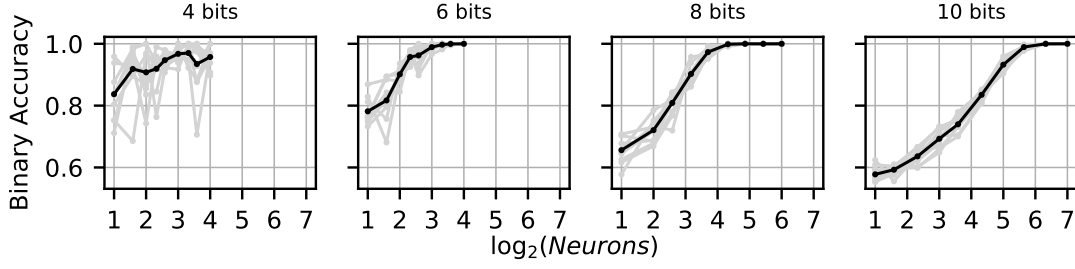 4 bits 6 bits 8 bits 10 bits
Binary Accuracy
1.0
0.8
0.6
1 2 3 4 5 6 7 1 2 3 4 5 6 7 1 2 3 4 5 6 7 1 2 3 4 5 6 7
log₂(Neurons)